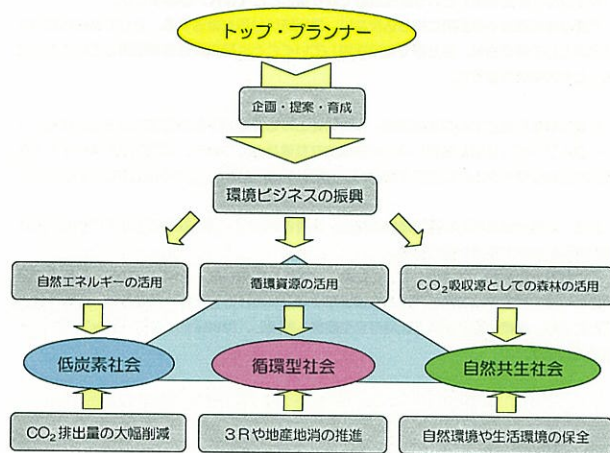 トップ・プランナー
企画・提案・育成
環境ビジネスの振興
自然エネルギーの活用
循環資源の活用
CO₂吸収源としての森林の活用
低炭素社会
循環型社会
自然共生社会
CO₂排出量の大幅削減
3Rや地産地消の推進
自然環境や生活環境の保全